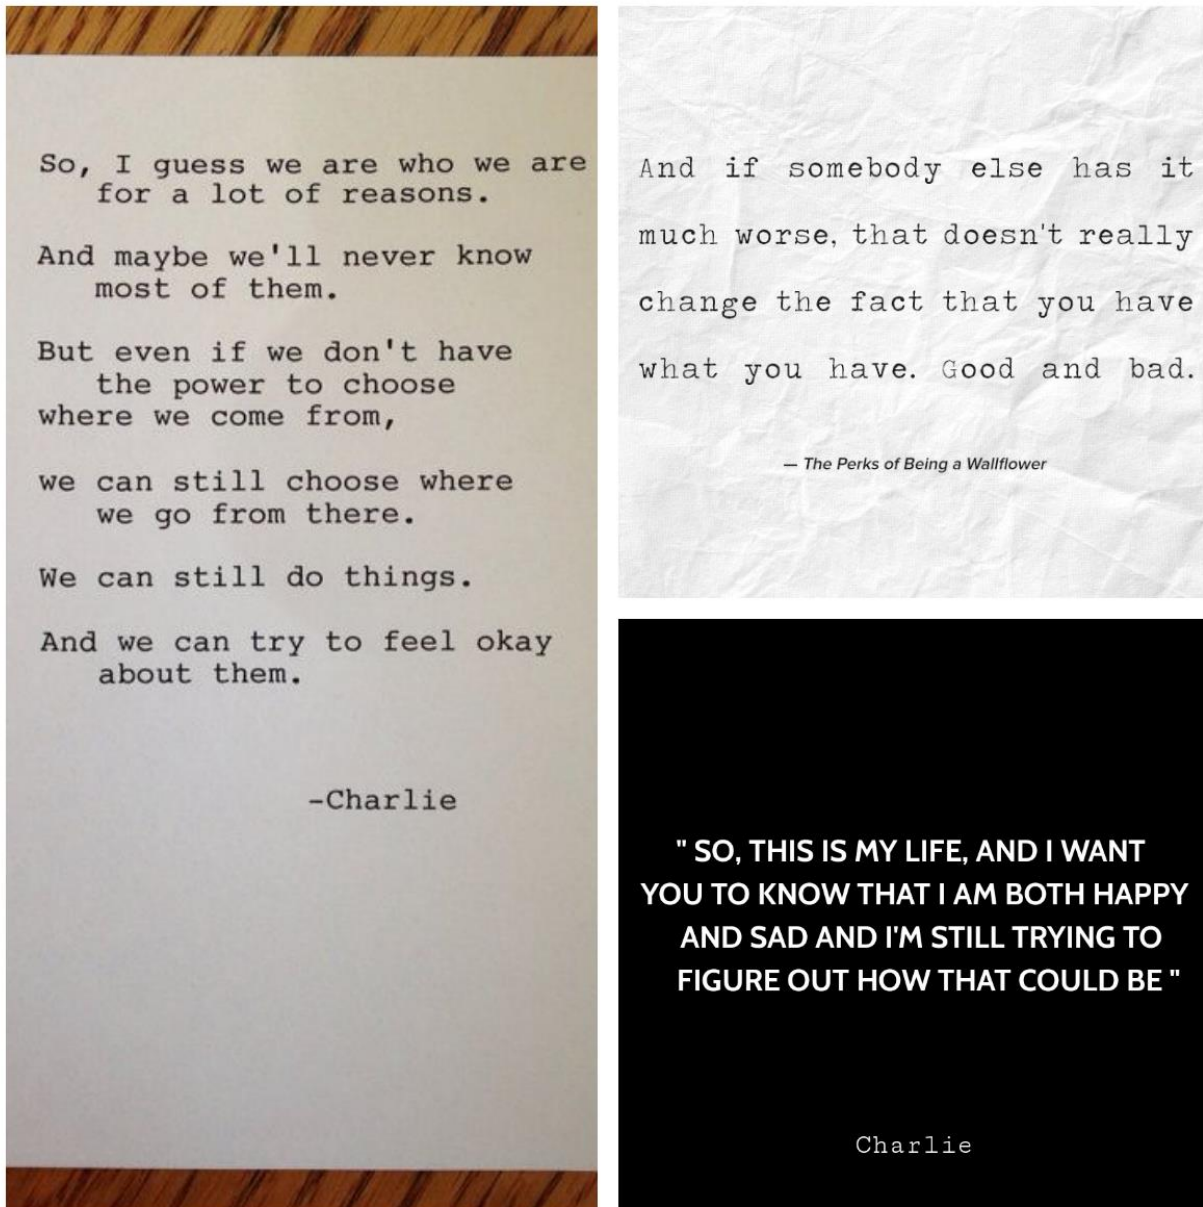 So, I guess we are who we are
for a lot of reasons.
And maybe we'll never know
most of them.
But even if we don't have
the power to choose
where we come from,
we can still choose where
we go from there.
We can still do things.
And we can try to feel okay
about them.
-Charlie
And if somebody else has it
much worse, that doesn't really
change the fact that you have
what you have. Good and bad.
— The Perks of Being a Wallflower
" SO, THIS IS MY LIFE, AND I WANT
YOU TO KNOW THAT I AM BOTH HAPPY
AND SAD AND I'M STILL TRYING TO
FIGURE OUT HOW THAT COULD BE "
Charlie